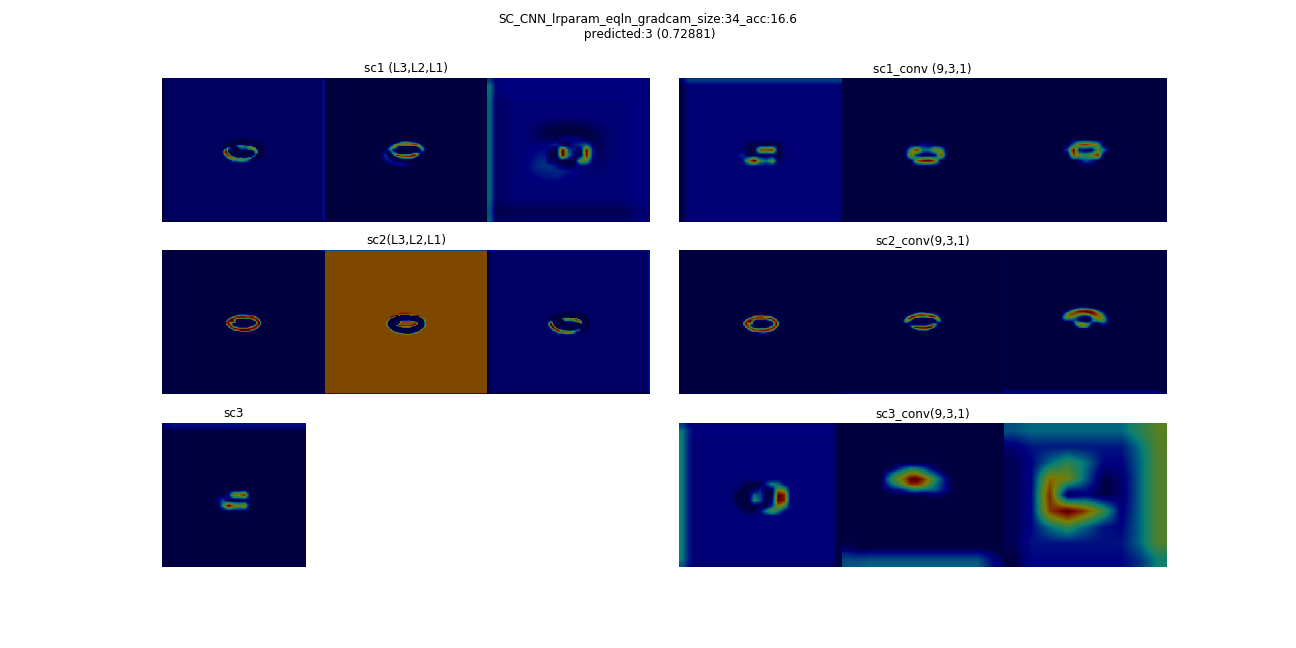 SC_CNN_lrparam_eqln_gradcam_size:34_acc:16.6
predicted:3 (0.72881)
sc1 (L3,L2,L1)
sc1_conv (9,3,1)
sc2(L3,L2,L1)
sc2_conv(9,3,1)
sc3
sc3_conv(9,3,1)